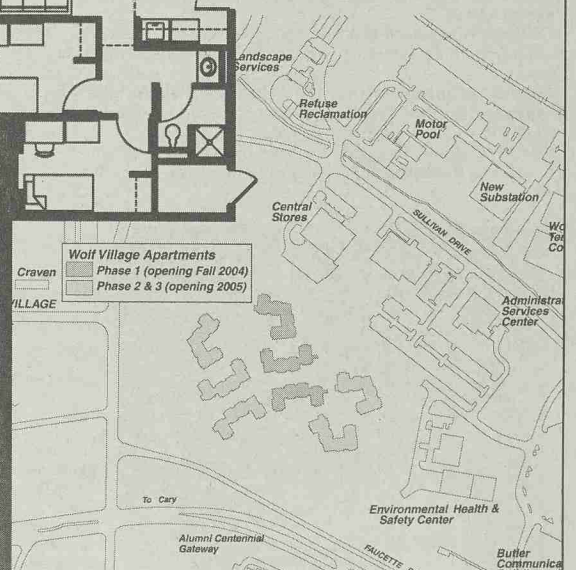 Landscape
Services
Refuse
Reclamation
Motor
Pool
New
Substation
Central
Stores
SULLIVAN DRIVE
Wolf Village Apartments
Phase 1 (opening Fall 2004)
Phase 2 & 3 (opening 2005)
Craven
VILLAGE
Administra
Services
Center
To Cary
Environmental Health &
Safety Center
Alumni Centennial
Gateway
FAUCETTE
Butler
Communica